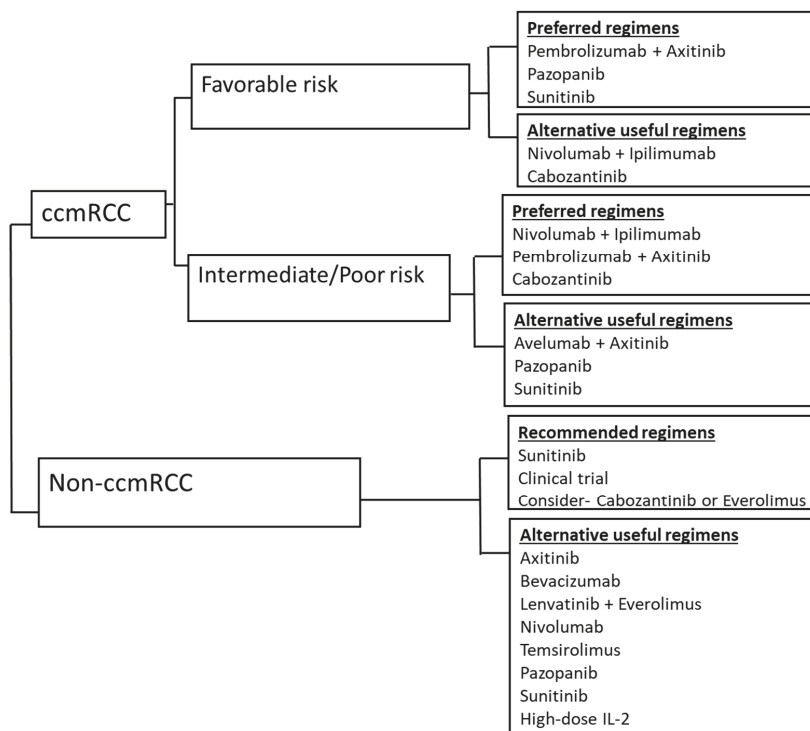 ccmRCC
Favorable risk
Preferred regimens
Pembrolizumab + Axitinib
Pazopanib
Sunitinib
Alternative useful regimens
Nivolumab + Ipilimumab
Cabozantinib
Intermediate/Poor risk
Preferred regimens
Nivolumab + Ipilimumab
Pembrolizumab + Axitinib
Cabozantinib
Alternative useful regimens
Avelumab + Axitinib
Pazopanib
Sunitinib
Non-ccmRCC
Recommended regimens
Sunitinib
Clinical trial
Consider- Cabozantinib or Everolimus
Alternative useful regimens
Axitinib
Bevacizumab
Lenvatinib + Everolimus
Nivolumab
Temsirolimus
Pazopanib
Sunitinib
High-dose IL-2